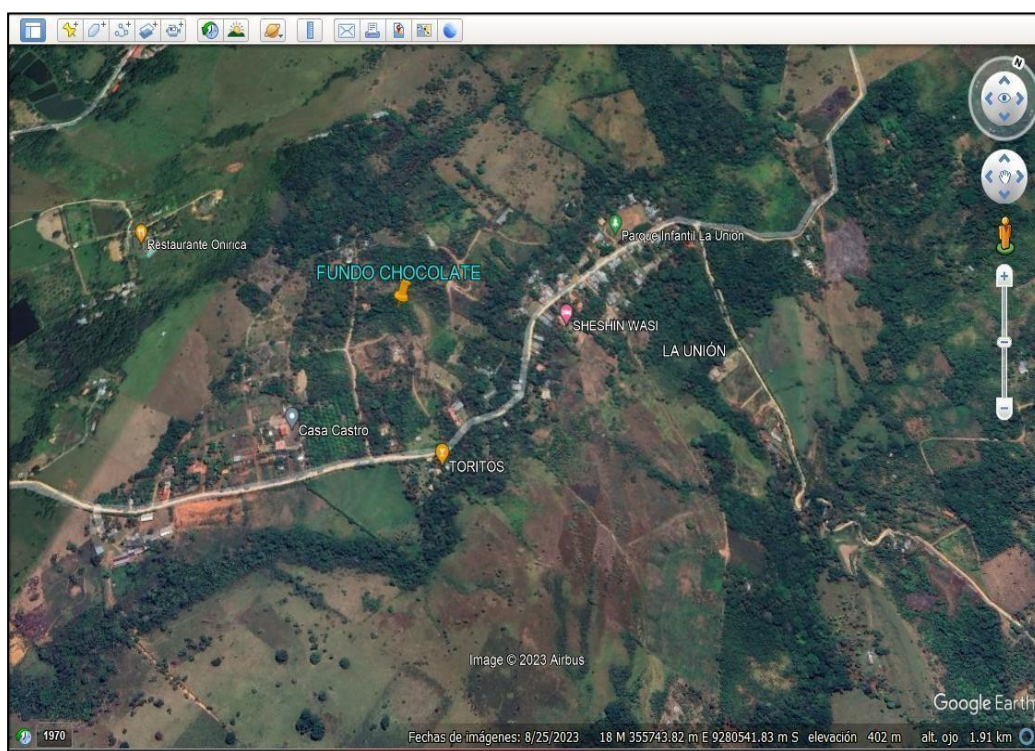 N
Restaurante Onirica
Parque Infantil La Unión
FUNDO CHOCOLATE
SHESHIN WASI
LA UNIÓN
Casa Castro
TORITOS
Image © 2023 Airbus
Google Earth
1970
Fechas de imágenes: 8/25/2023 18 M 355743.82 m E 9280541.83 m S elevación 402 m alt. ojo 1.91 km